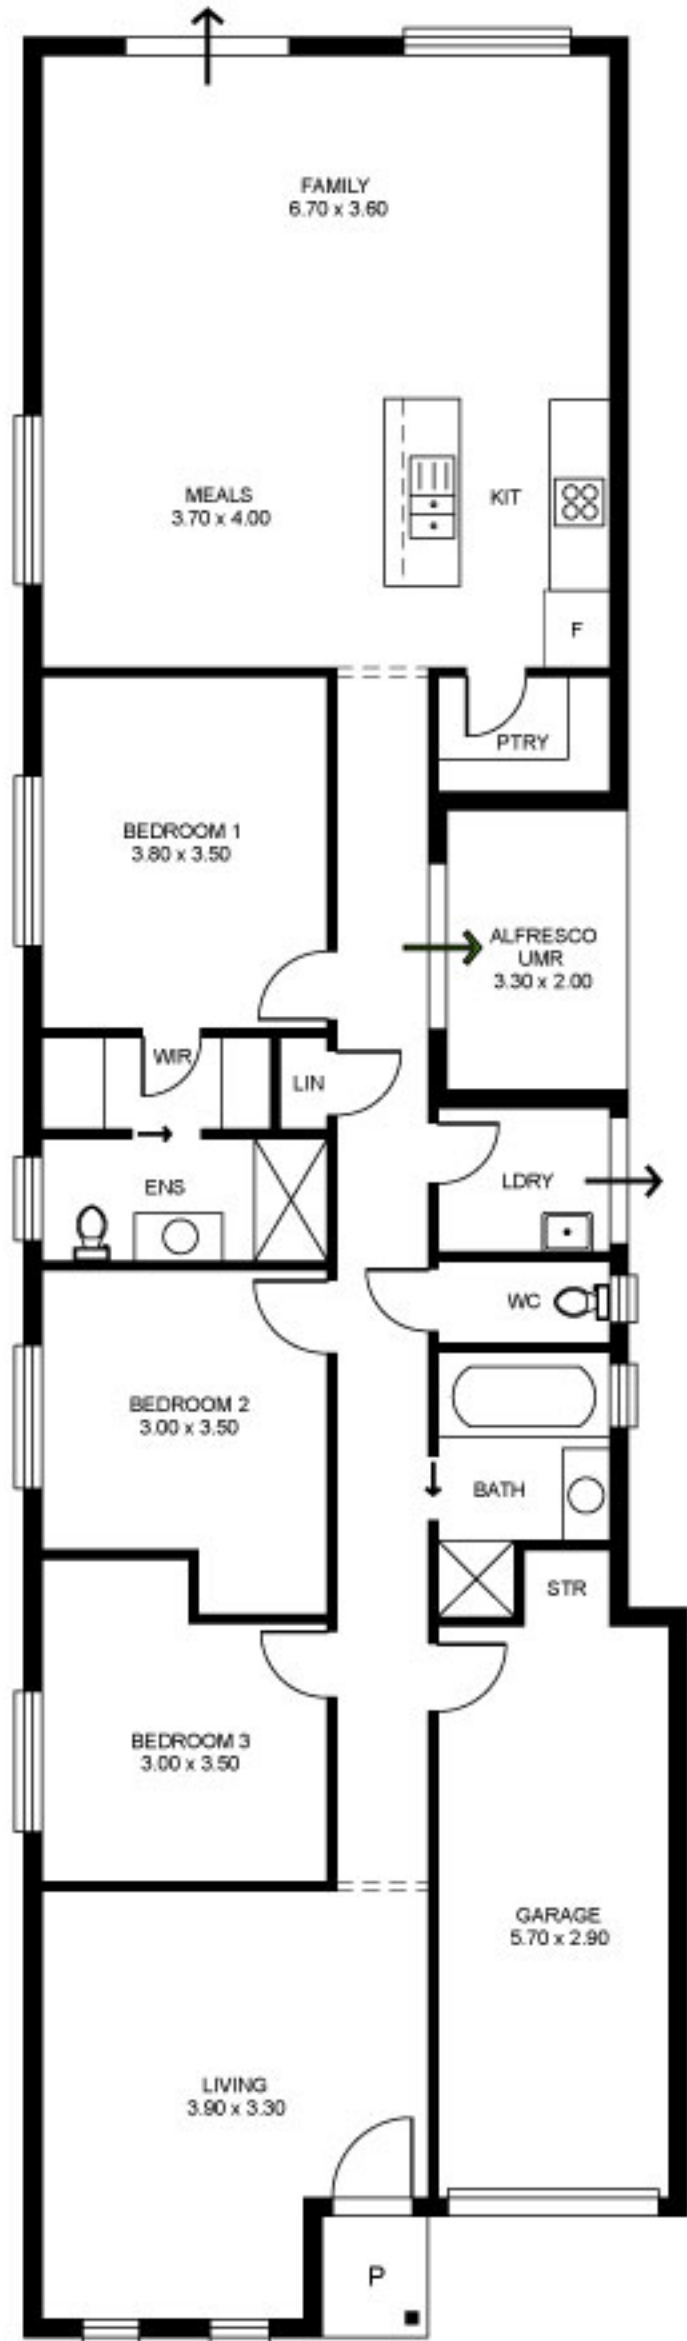 FAMILY
6.70 x 3.60
MEALS
3.70 x 4.00
KIT
F
PTRY
BEDROOM 1
3.80 x 3.50
ALFRESCO
UMR
3.30 x 2.00
WIR
LIN
ENS
LDRY
WC
BEDROOM 2
3.00 x 3.50
BATH
STR
BEDROOM 3
3.00 x 3.50
GARAGE
5.70 x 2.90
LIVING
3.90 x 3.30
P